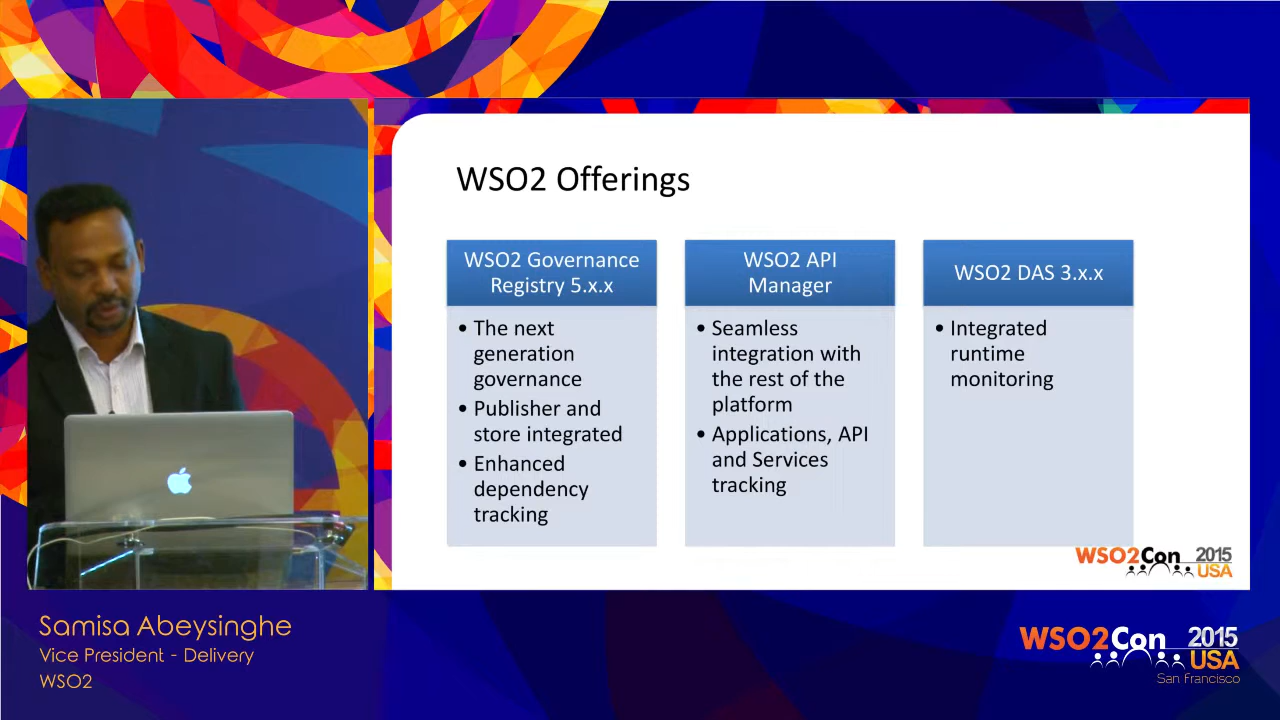 WSO2 Offerings
WSO2 Governance
Registry 5.x.x
• The next
generation
governance
• Publisher and
store integrated
• Enhanced
dependency
tracking
WSO2 API
Manager
• Seamless
integration with
the rest of the
platform
• Applications, API
and Services
tracking
WSO2 DAS 3.x.x
• Integrated
runtime
monitoring
WSO2Con 2015
USA
Samisa Abeysinghe
Vice President - Delivery
WSO2
WSO2Con 2015
USA
San Francisco